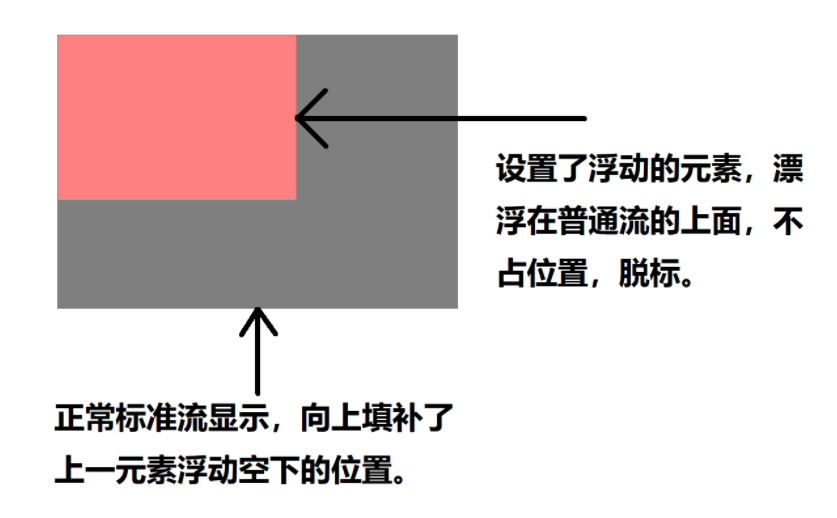 设置了浮动的元素，漂
浮在普通流的上面，不
占位置，脱标。
正常标准流显示，向上填补了
上一元素浮动空下的位置。